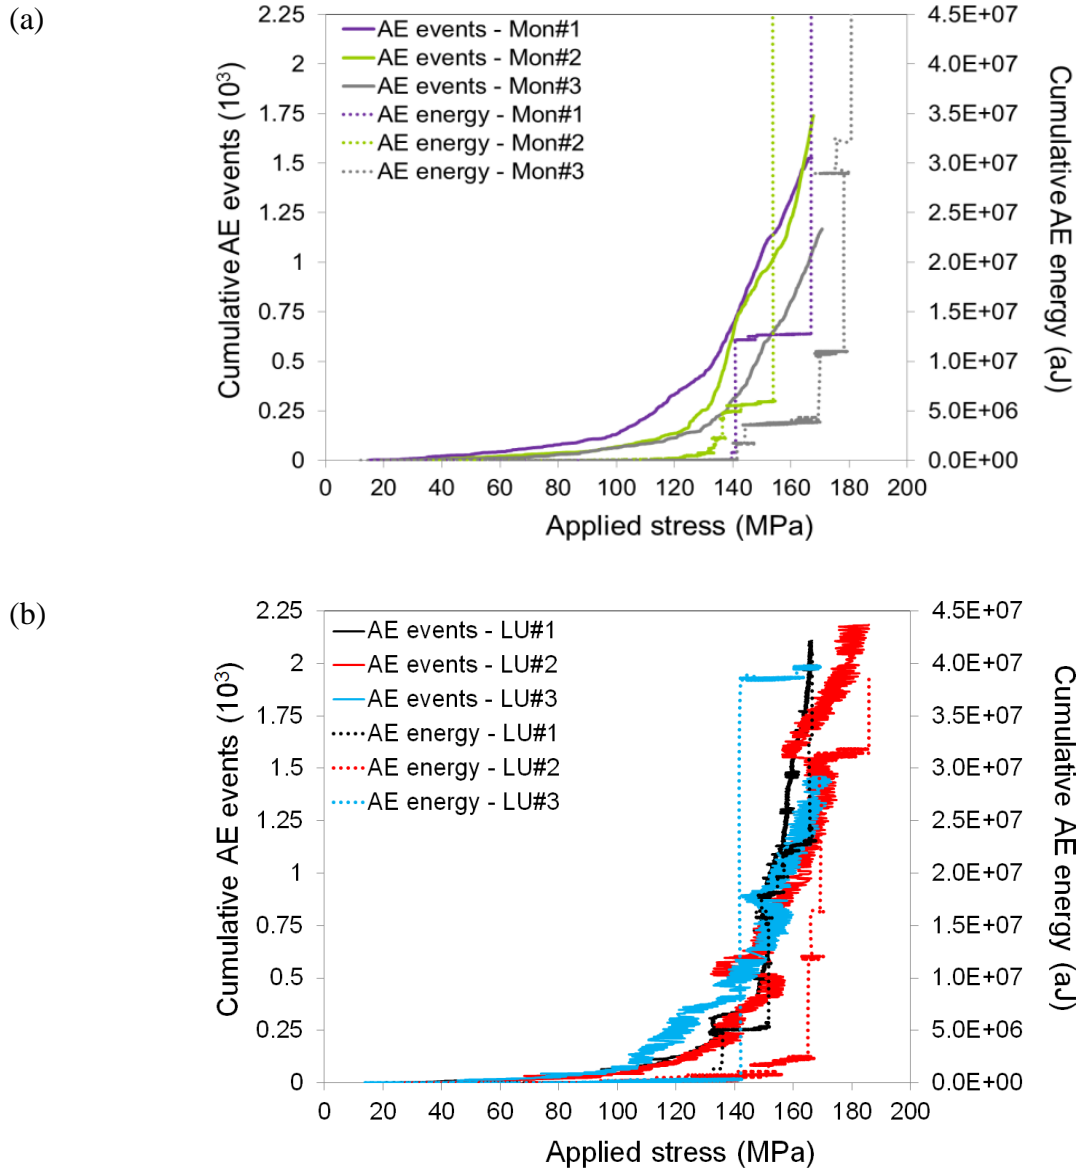 (a)
2.25
2
1.75
1.5
1.25
1
0.75
0.5
0.25
0
Cumulative AE events (10³)
AE events - Mon#1
AE events - Mon#2
AE events - Mon#3
AE energy - Mon#1
AE energy - Mon#2
AE energy - Mon#3
4.5E+07
4.0E+07
3.5E+07
3.0E+07
2.5E+07
2.0E+07
1.5E+07
1.0E+07
5.0E+06
0.0E+00
Cumulative AE energy (aJ)
0 20 40 60 80 100 120 140 160 180 200
Applied stress (MPa)
(b)
2.25
2
1.75
1.5
1.25
1
0.75
0.5
0.25
0
Cumulative AE events (10³)
AE events - LU#1
AE events - LU#2
AE events - LU#3
AE energy - LU#1
AE energy - LU#2
AE energy - LU#3
4.5E+07
4.0E+07
3.5E+07
3.0E+07
2.5E+07
2.0E+07
1.5E+07
1.0E+07
5.0E+06
0.0E+00
Cumulative AE energy (aJ)
0 20 40 60 80 100 120 140 160 180 200
Applied stress (MPa)